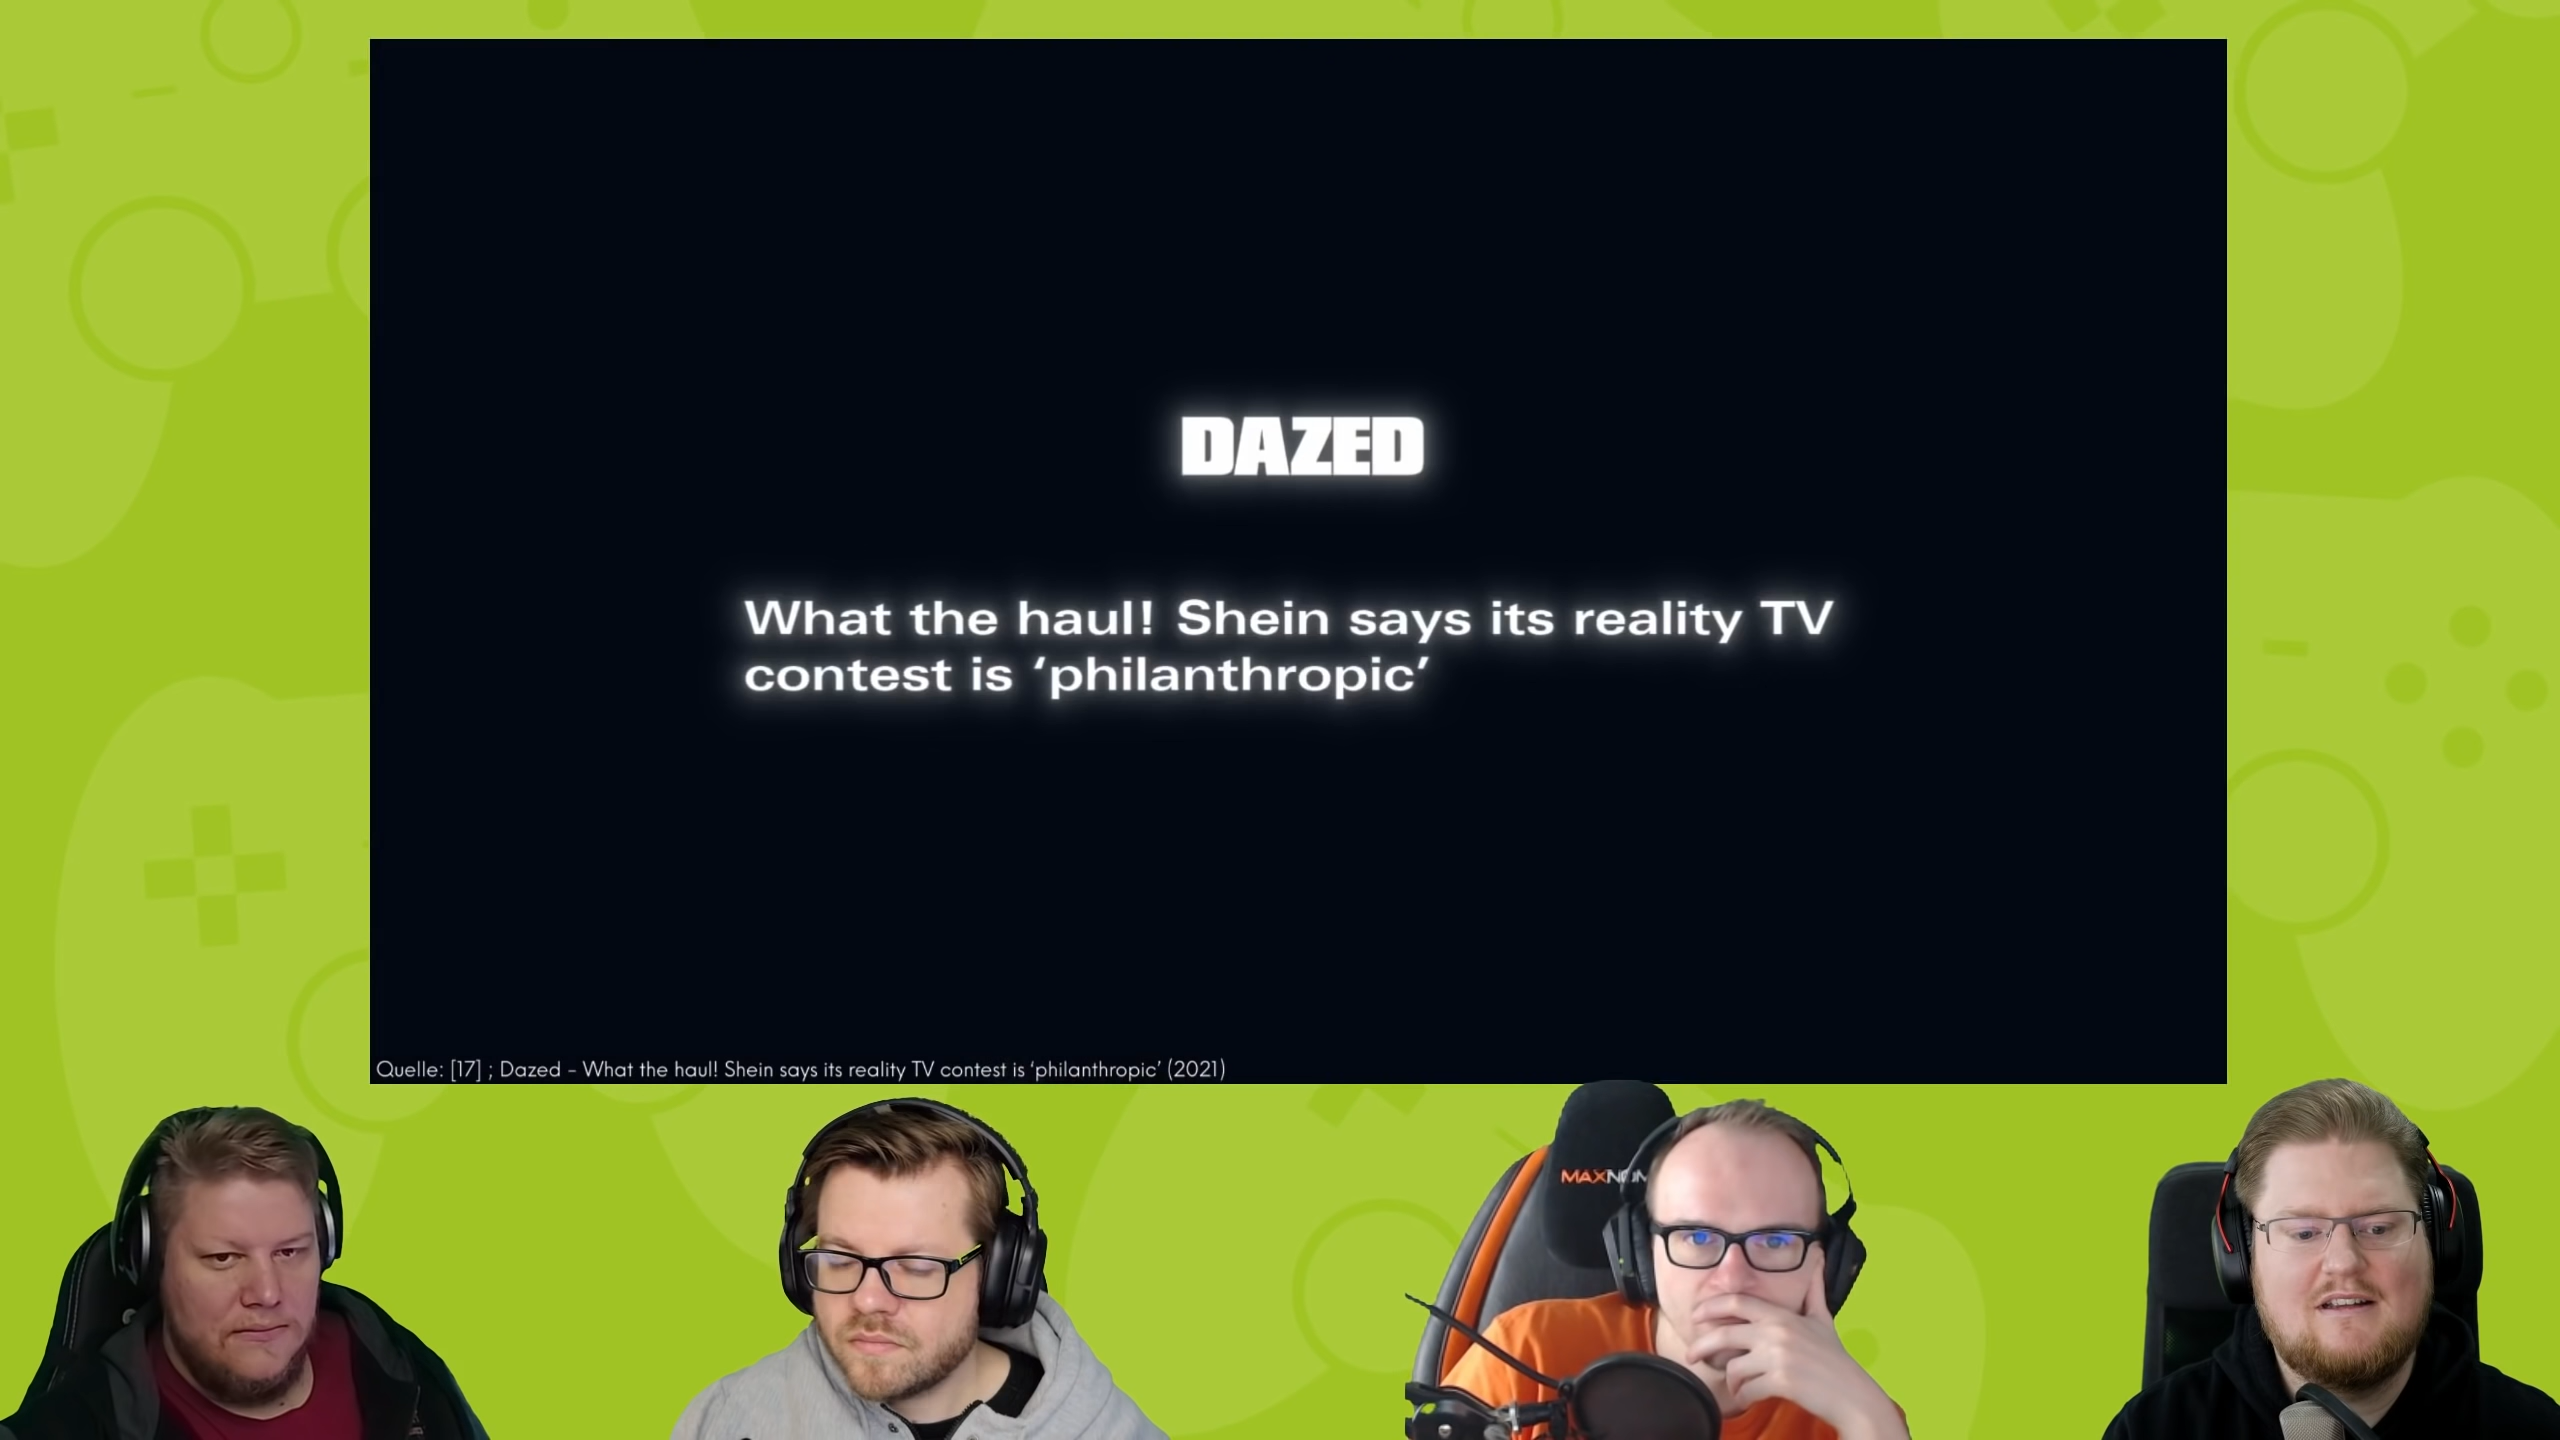 DAZED
What the haul! Shein says its reality TV
contest is ‘philanthropic’
Quelle: [17] ; Dazed - What the haul! Shein says its reality TV contest is ‘philanthropic’ (2021)